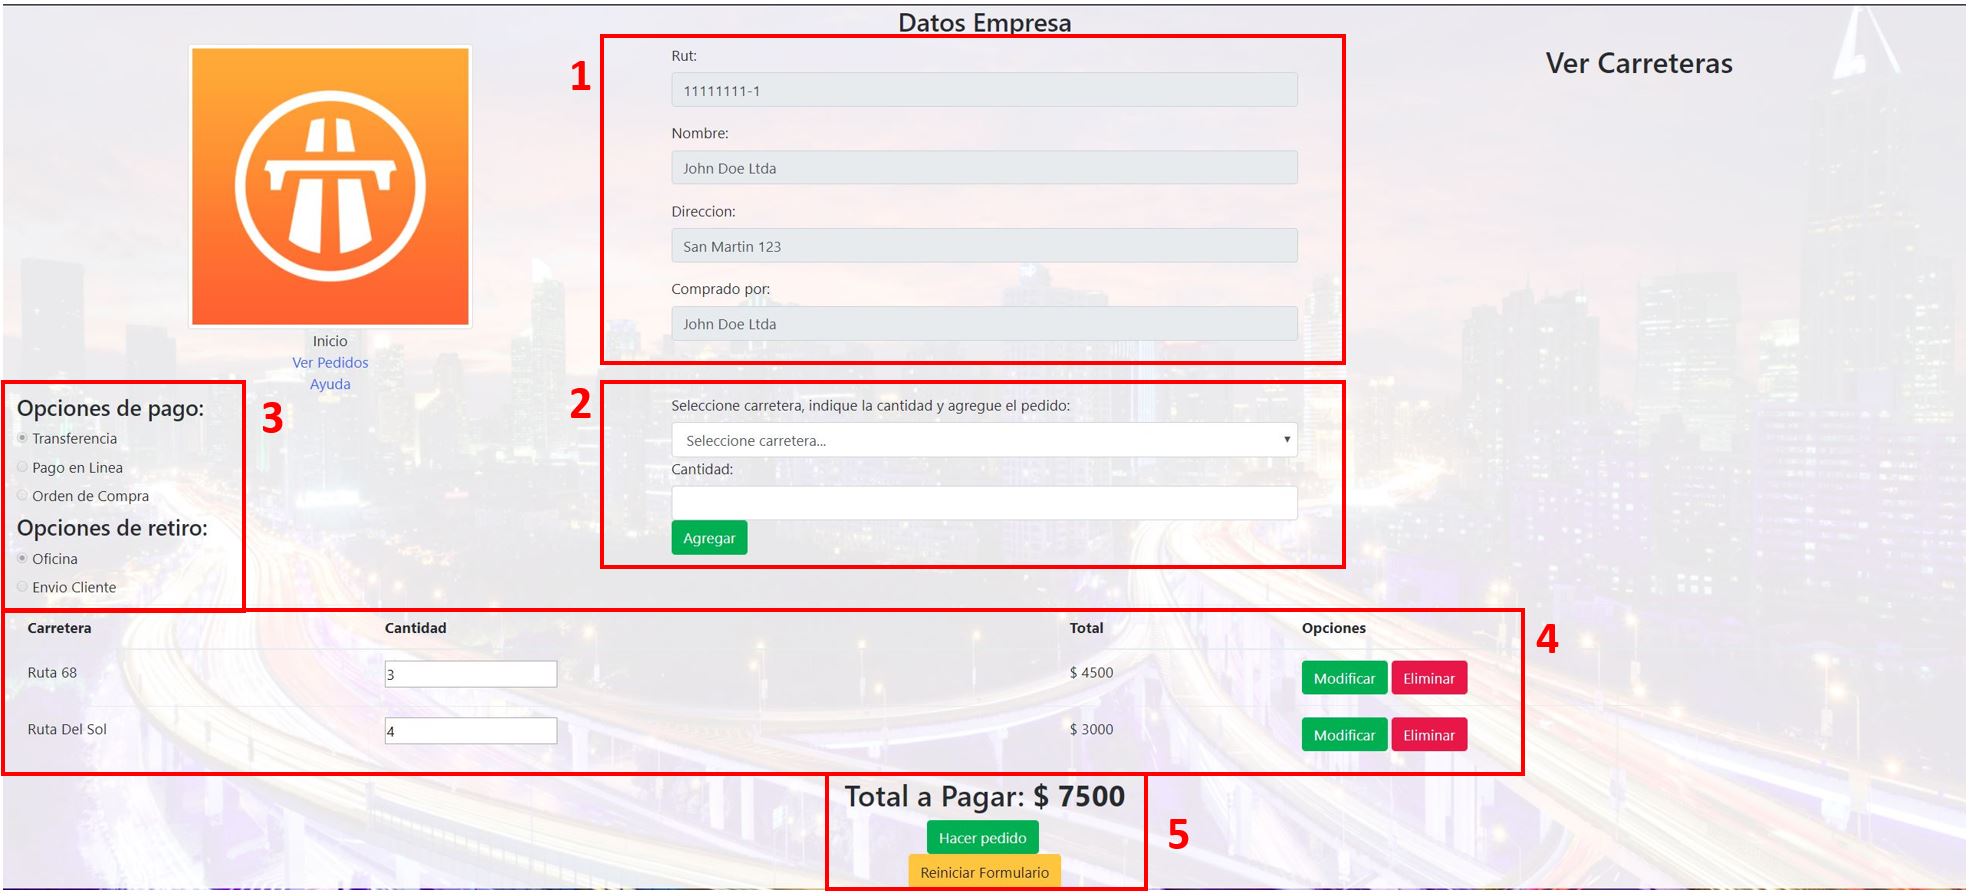 Datos Empresa
Ver Carreteras
1
Rut:
11111111-1
Nombre:
John Doe Ltda
Direccion:
San Martin 123
Comprado por:
John Doe Ltda
Inicio
Ver Pedidos
Ayuda
3
Opciones de pago:
Transferencia
Pago en Linea
Orden de Compra
Opciones de retiro:
Oficina
Envio Cliente
2
Seleccione carretera, indique la cantidad y agregue el pedido:
Seleccione carretera...
Cantidad:
Agregar
4
Carretera Cantidad Total Opciones
Ruta 68 3 $ 4500 Modificar Eliminar
Ruta Del Sol 4 $ 3000 Modificar Eliminar
5
Total a Pagar: $ 7500
Hacer pedido
Reiniciar Formulario